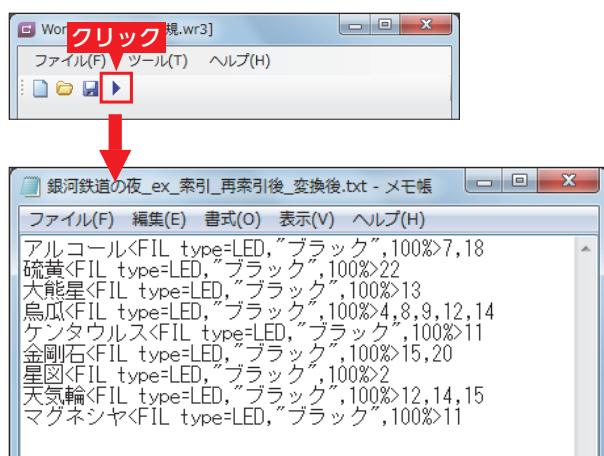 Wor 規.wr3]
クリック
ファイル(F) ツール(T) ヘルプ(H)
銀河鉄道の夜_ex_索引_再索引後_変換後.txt - メモ帳
ファイル(F) 編集(E) 書式(O) 表示(V) ヘルプ(H)
アルコール<FIL type=LED,"ブラック",100%>7,18
硫黄<FIL type=LED,"ブラック",100%>22
大熊星<FIL type=LED,"ブラック",100%>13
烏瓜<FIL type=LED,"ブラック",100%>4,8,9,12,14
ケンタウルス<FIL type=LED,"ブラック",100%>11
金剛石<FIL type=LED,"ブラック",100%>15,20
星図<FIL type=LED,"ブラック",100%>2
天気輪<FIL type=LED,"ブラック",100%>12,14,15
マグネシヤ<FIL type=LED,"ブラック",100%>11